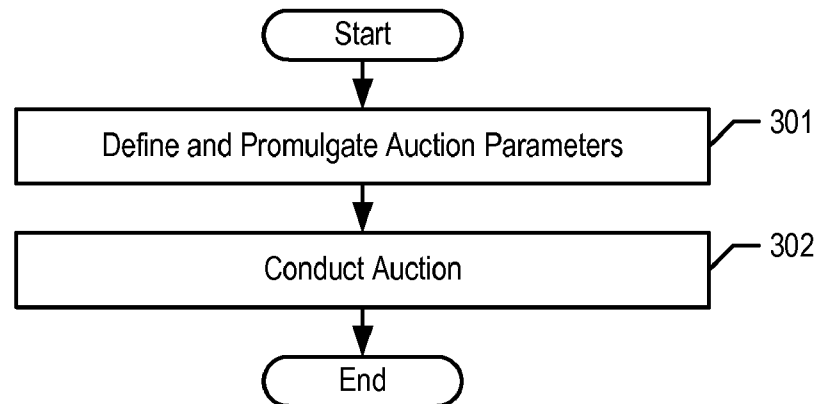 Start
Define and Promulgate Auction Parameters
301
Conduct Auction
302
End